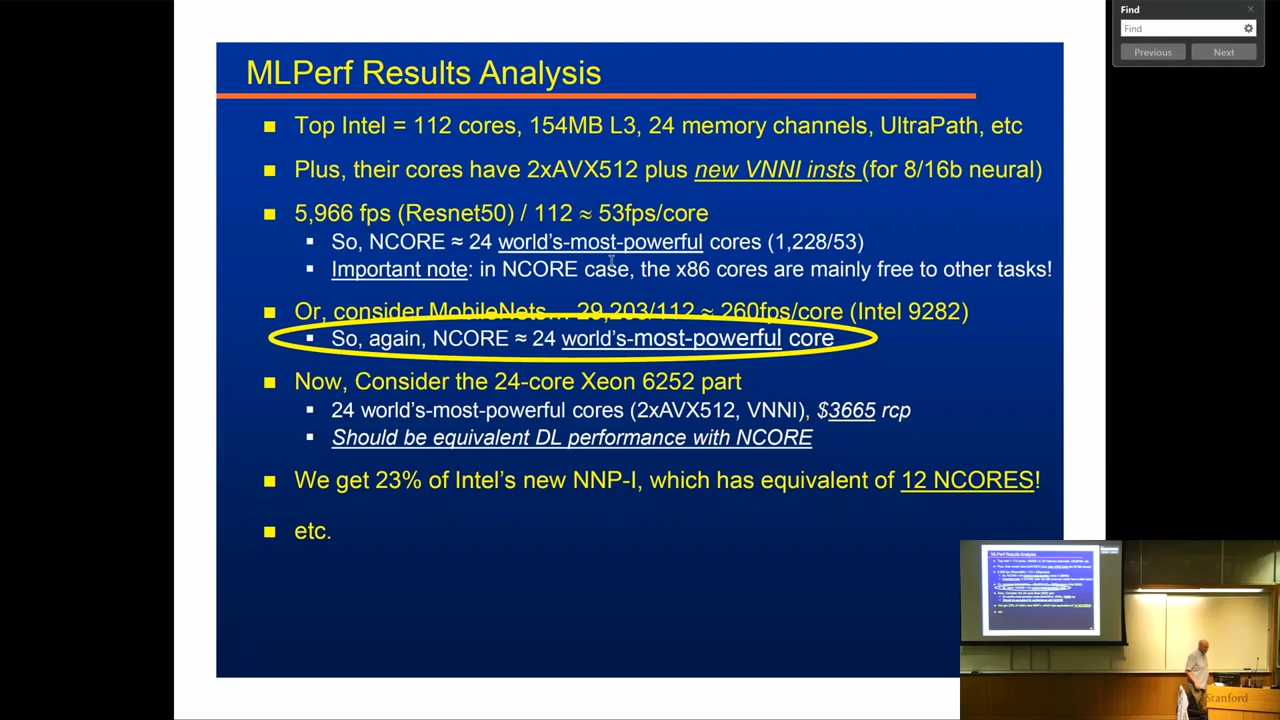 Find
Find
Previous
Next
MLPerf Results Analysis
Top Intel = 112 cores, 154MB L3, 24 memory channels, UltraPath, etc
Plus, their cores have 2xAVX512 plus new VNNI insts (for 8/16b neural)
5,966 fps (Resnet50) / 112 ≈ 53fps/core
So, NCORE ≈ 24 world's-most-powerful cores (1,228/53)
Important note: in NCORE case, the x86 cores are mainly free to other tasks!
Or, consider MobileNets... 29,203/112 ≈ 260fps/core (Intel 9282)
So, again, NCORE ≈ 24 world's-most-powerful core
Now, Consider the 24-core Xeon 6252 part
24 world's-most-powerful cores (2xAVX512, VNNI), $3665 rcp
Should be equivalent DL performance with NCORE
We get 23% of Intel's new NNP-I, which has equivalent of 12 NCORES!
etc.
MLPerf Results Analysis
Stanford